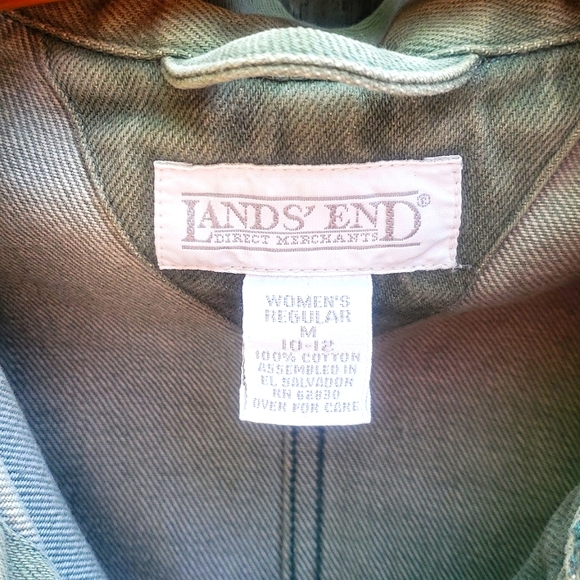 LANDS' END®
DIRECT MERCHANTS
WOMEN'S
REGULAR
M
10-12
100% COTTON
ASSEMBLED IN
EL SALVADOR
RN 62830
OVER FOR CARE